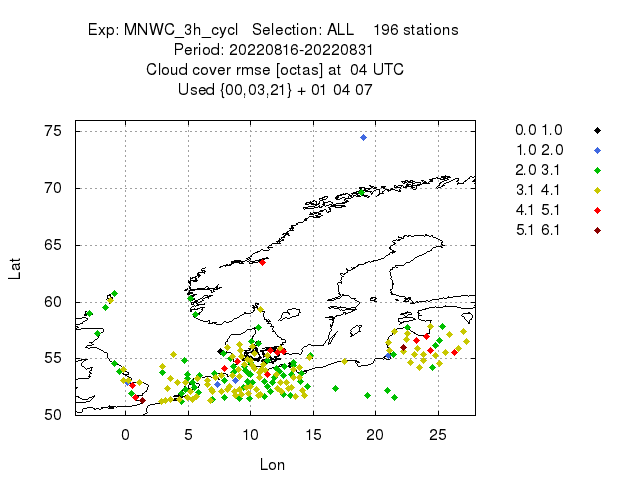 Exp: MNWC_3h_cycl Selection: ALL 196 stations
Period: 20220816-20220831
Cloud cover rmse [octas] at 04 UTC
Used {00,03,21} + 01 04 07
75
70
65
60
55
50
Lat
0 5 10 15 20 25
Lon
0.0 1.0
1.0 2.0
2.0 3.1
3.1 4.1
4.1 5.1
5.1 6.1